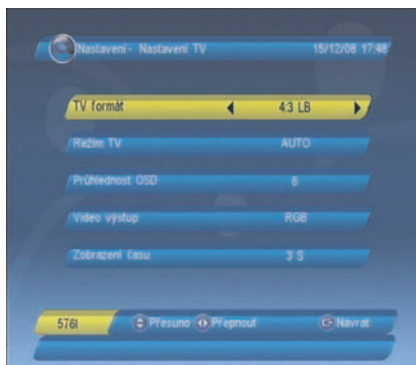 Nastavení - Nastavení TV 15/12/08 17:48
TV formát 4:3 LB
Režim TV AUTO
Průhlednost OSD 6
Video výstup RGB
Zobrazení času 3 S
576I Přesuno Přepnout Návrat